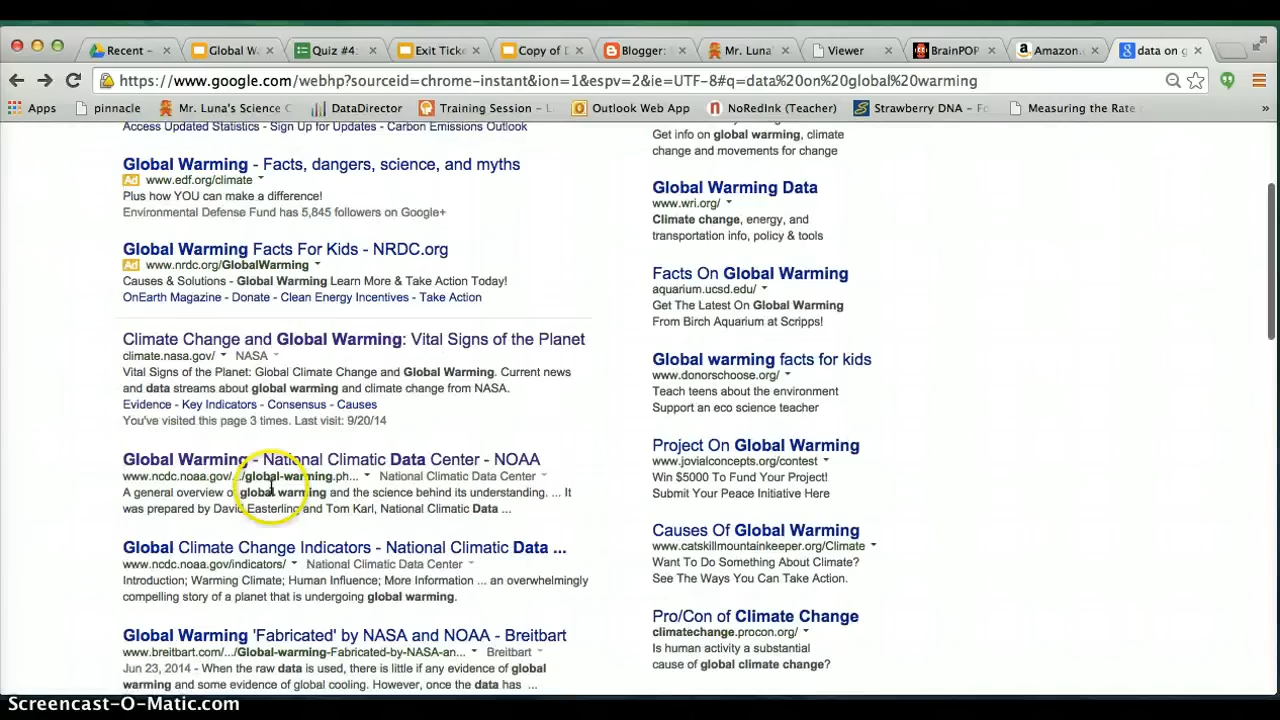 Recent –
Global W
Quiz #4:
Exit Ticke
Copy of D
Blogger:
Mr. Luna'
Viewer
BrainPOP
Amazon.c
data on g
https://www.google.com/webhp?sourceid=chrome-instant&ion=1&espv=2&ie=UTF-8#q=data%20on%20global%20warming
Apps
pinnacle
Mr. Luna's Science C
DataDirector
Training Session – L
Outlook Web App
NoRedInk (Teacher)
Strawberry DNA – Fo
Measuring the Rate
»
Access Updated Statistics - Sign Up for Updates - Carbon Emissions Outlook
Global Warming - Facts, dangers, science, and myths
Ad www.edf.org/climate
Plus how YOU can make a difference!
Environmental Defense Fund has 5,845 followers on Google+
Global Warming Facts For Kids - NRDC.org
Ad www.nrdc.org/GlobalWarming
Causes & Solutions - Global Warming Learn More & Take Action Today!
OnEarth Magazine - Donate - Clean Energy Incentives - Take Action
Climate Change and Global Warming: Vital Signs of the Planet
climate.nasa.gov/ NASA
Vital Signs of the Planet: Global Climate Change and Global Warming. Current news
and data streams about global warming and climate change from NASA.
Evidence - Key Indicators - Consensus - Causes
You've visited this page 3 times. Last visit: 9/20/14
Global Warming - National Climatic Data Center - NOAA
www.ncdc.noaa.gov/.../global-warming.ph... National Climatic Data Center
A general overview of global warming and the science behind its understanding. ... It
was prepared by David Easterling and Tom Karl, National Climatic Data ...
Global Climate Change Indicators - National Climatic Data ...
www.ncdc.noaa.gov/indicators/ National Climatic Data Center
Introduction; Warming Climate; Human Influence; More Information ... an overwhelmingly
compelling story of a planet that is undergoing global warming.
Global Warming 'Fabricated' by NASA and NOAA - Breitbart
www.breitbart.com/.../Global-warming-Fabricated-by-NASA-an... Breitbart
Jun 23, 2014 - When the raw data is used, there is little if any evidence of global
warming and some evidence of global cooling. However, once the data has ...
Get info on global warming, climate
change and movements for change
Global Warming Data
www.wri.org/
Climate change, energy, and
transportation info, policy & tools
Facts On Global Warming
aquarium.ucsd.edu/
Get The Latest On Global Warming
From Birch Aquarium at Scripps!
Global warming facts for kids
www.donorschoose.org/
Teach teens about the environment
Support an eco science teacher
Project On Global Warming
www.jovialconcepts.org/contest
Win $5000 To Fund Your Project!
Submit Your Peace Initiative Here
Causes Of Global Warming
www.catskillmountainkeeper.org/Climate
Want To Do Something About Climate?
See The Ways You Can Take Action.
Pro/Con of Climate Change
climatechange.procon.org/
Is human activity a substantial
cause of global climate change?
Screencast-O-Matic.com